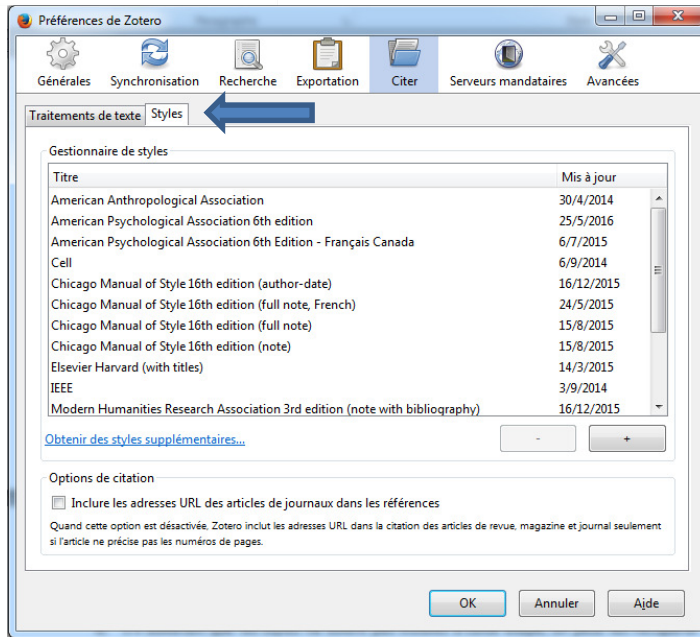 Préférences de Zotero
Générales Synchronisation Recherche Exportation Citer Serveurs mandataires Avancées
Traitements de texte Styles
Gestionnaire de styles
Titre Mis à jour
American Anthropological Association 30/4/2014
American Psychological Association 6th edition 25/5/2016
American Psychological Association 6th Edition - Français Canada 6/7/2015
Cell 6/9/2014
Chicago Manual of Style 16th edition (author-date) 16/12/2015
Chicago Manual of Style 16th edition (full note, French) 24/5/2015
Chicago Manual of Style 16th edition (full note) 15/8/2015
Chicago Manual of Style 16th edition (note) 15/8/2015
Elsevier Harvard (with titles) 14/3/2015
IEEE 3/9/2014
Modern Humanities Research Association 3rd edition (note with bibliography) 16/12/2015
Obtenir des styles supplémentaires... - +
Options de citation
Inclure les adresses URL des articles de journaux dans les références
Quand cette option est désactivée, Zotero inclut les adresses URL dans la citation des articles de revue, magazine et journal seulement
si l'article ne précise pas les numéros de pages.
OK Annuler Aide